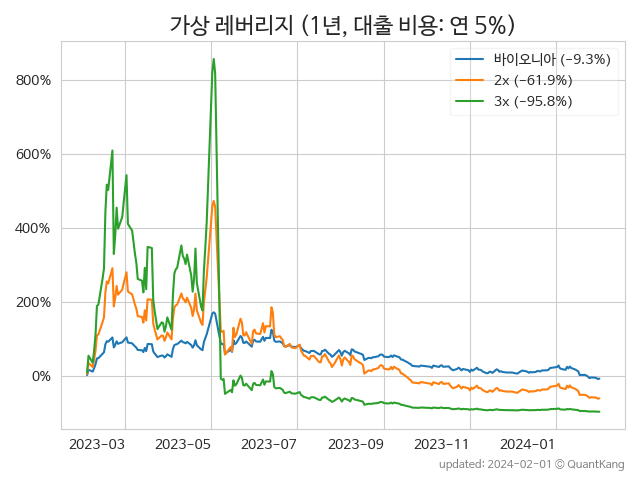 가상 레버리지 (1년, 대출 비용: 연 5%)
바이오니아 (−9.3%)
2x (−61.9%)
3x (−95.8%)
800%
600%
400%
200%
0%
2023−03 2023−05 2023−07 2023−09 2023−11 2024−01
updated: 2024-02-01 © QuantKang